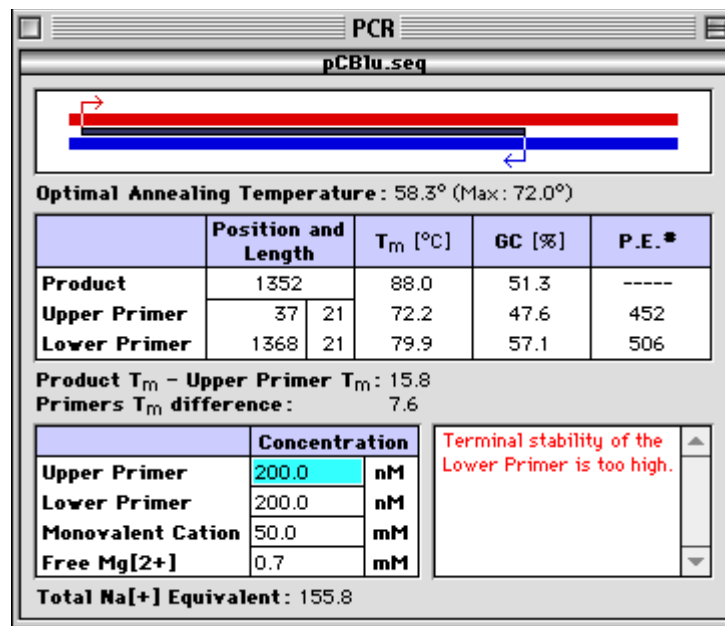 PCR
pCBlu.seq
Optimal Annealing Temperature: 58.3° (Max: 72.0°)
Position and Length Tm [°C] GC [%] P.E.#
Product 1352 88.0 51.3 -----
Upper Primer 37 21 72.2 47.6 452
Lower Primer 1368 21 79.9 57.1 506
Product Tm - Upper Primer Tm: 15.8
Primers Tm difference: 7.6
Concentration
Upper Primer 200.0 nM
Lower Primer 200.0 nM
Monovalent Cation 50.0 mM
Free Mg[2+] 0.7 mM
Terminal stability of the
Lower Primer is too high.
Total Na[+] Equivalent: 155.8